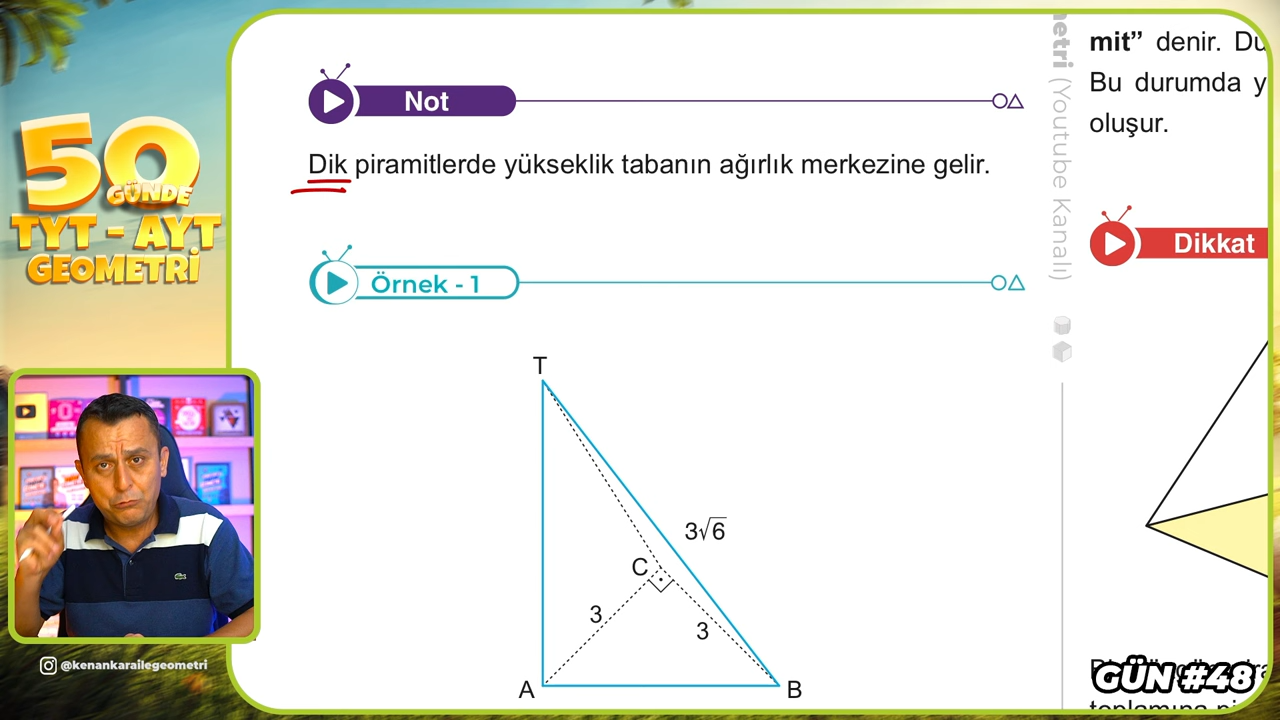 50
GÜNDE
TYT - AYT
GEOMETRİ
@kenankarailegeometri
Not
Dik piramitlerde yükseklik tabanın ağırlık merkezine gelir.
Örnek - 1
T
3√6
C
3
3
A
B
(Youtube Kanalı)
mit” denir.
Bu durumda y
oluşur.
Dikkat
GÜN #48